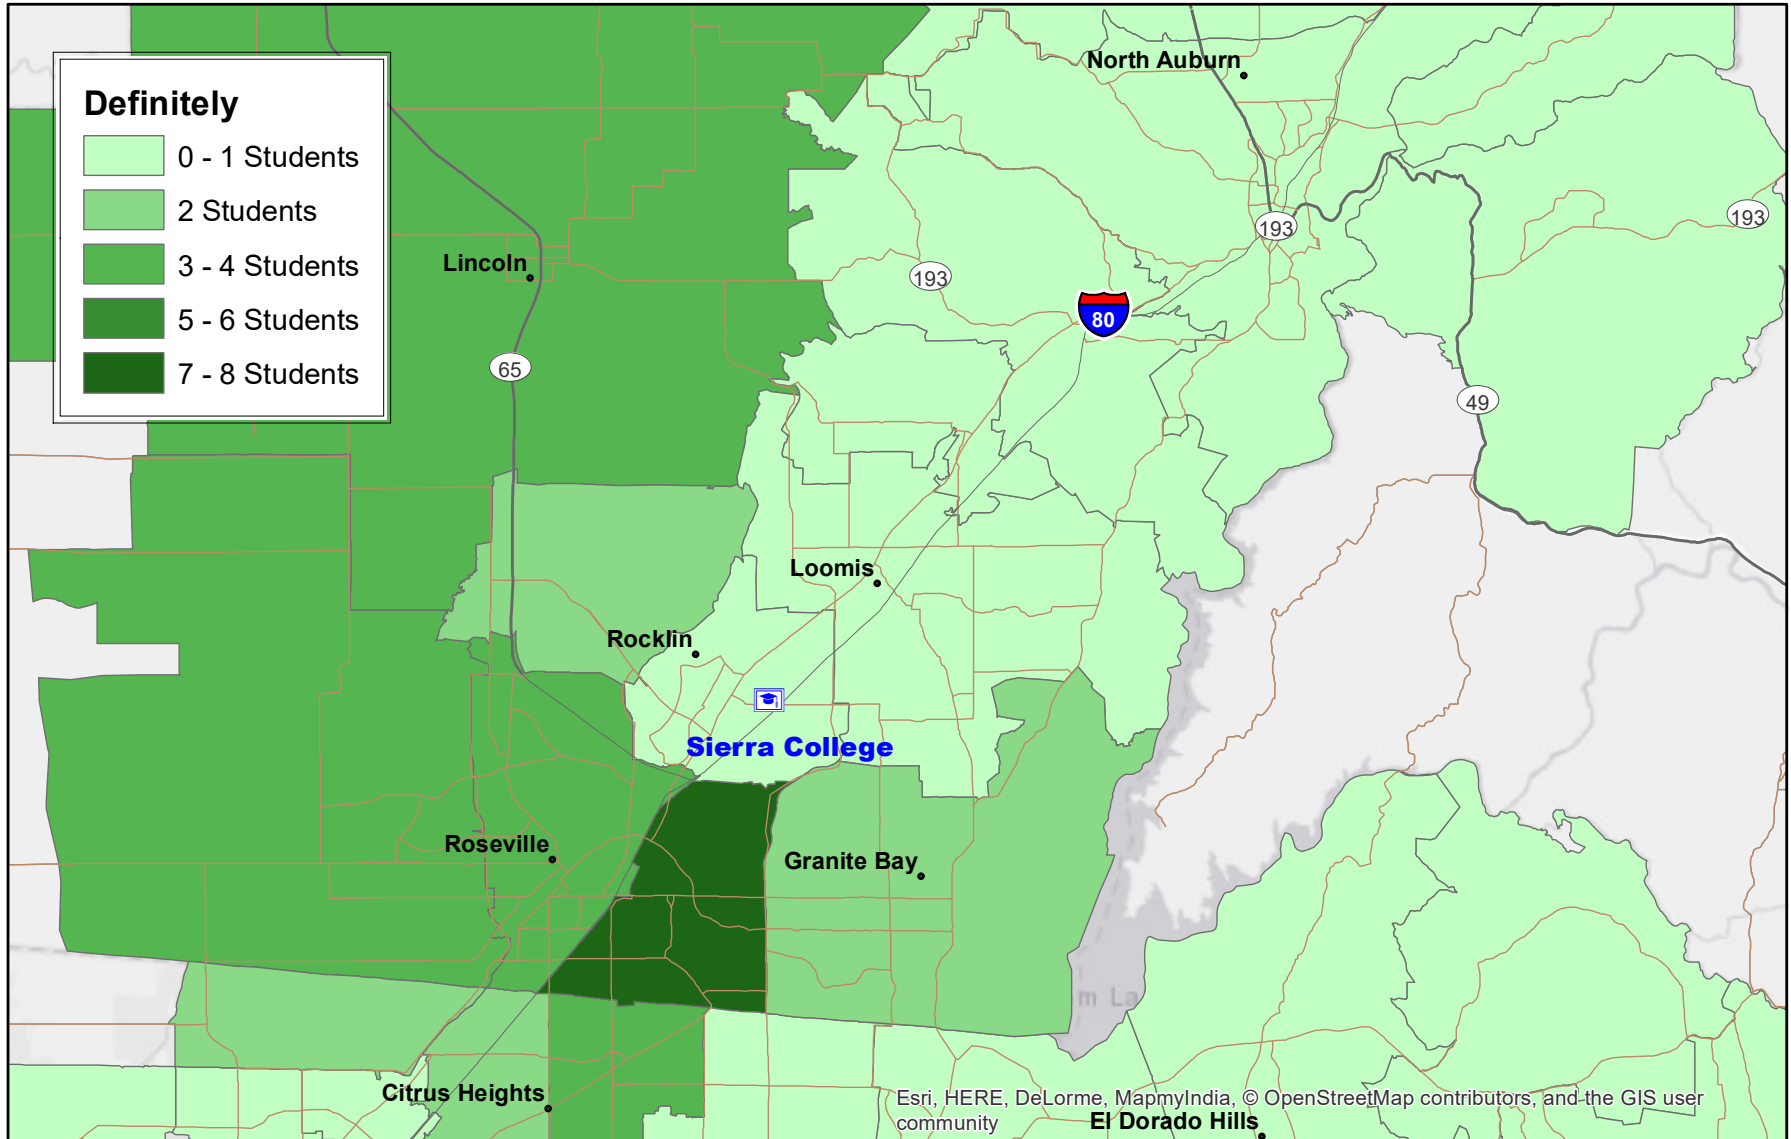 North Auburn
Definitely
0 - 1 Students
2 Students
3 - 4 Students
5 - 6 Students
7 - 8 Students
193
193
Lincoln
193
80
65
49
Loomis
Rocklin
Sierra College
Roseville
Granite Bay
m La
Citrus Heights
Esri, HERE, DeLorme, MapmyIndia, © OpenStreetMap contributors, and the GIS user
community
El Dorado Hills